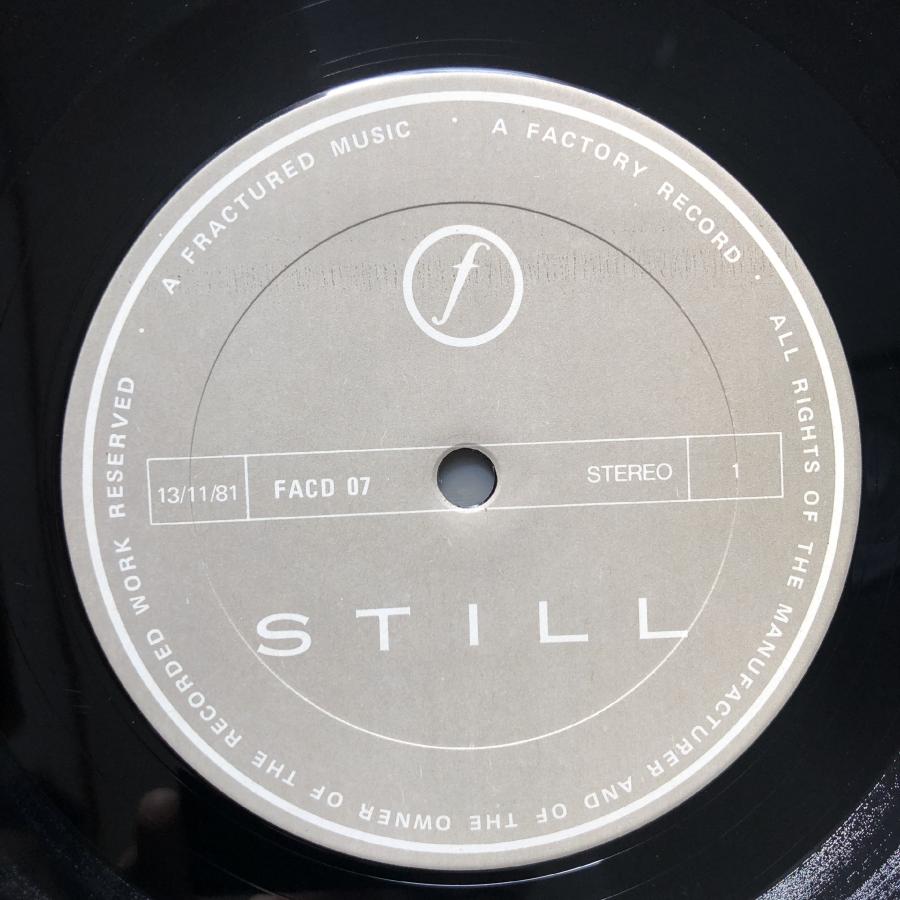 A FRACTURED MUSIC · A FACTORY RECORD · ALL RIGHTS OF THE MANUFACTURER AND OF THE OWNER OF THE RECORDED WORK RESERVED ·
f
13/11/81 FACD 07 STEREO 1
STILL